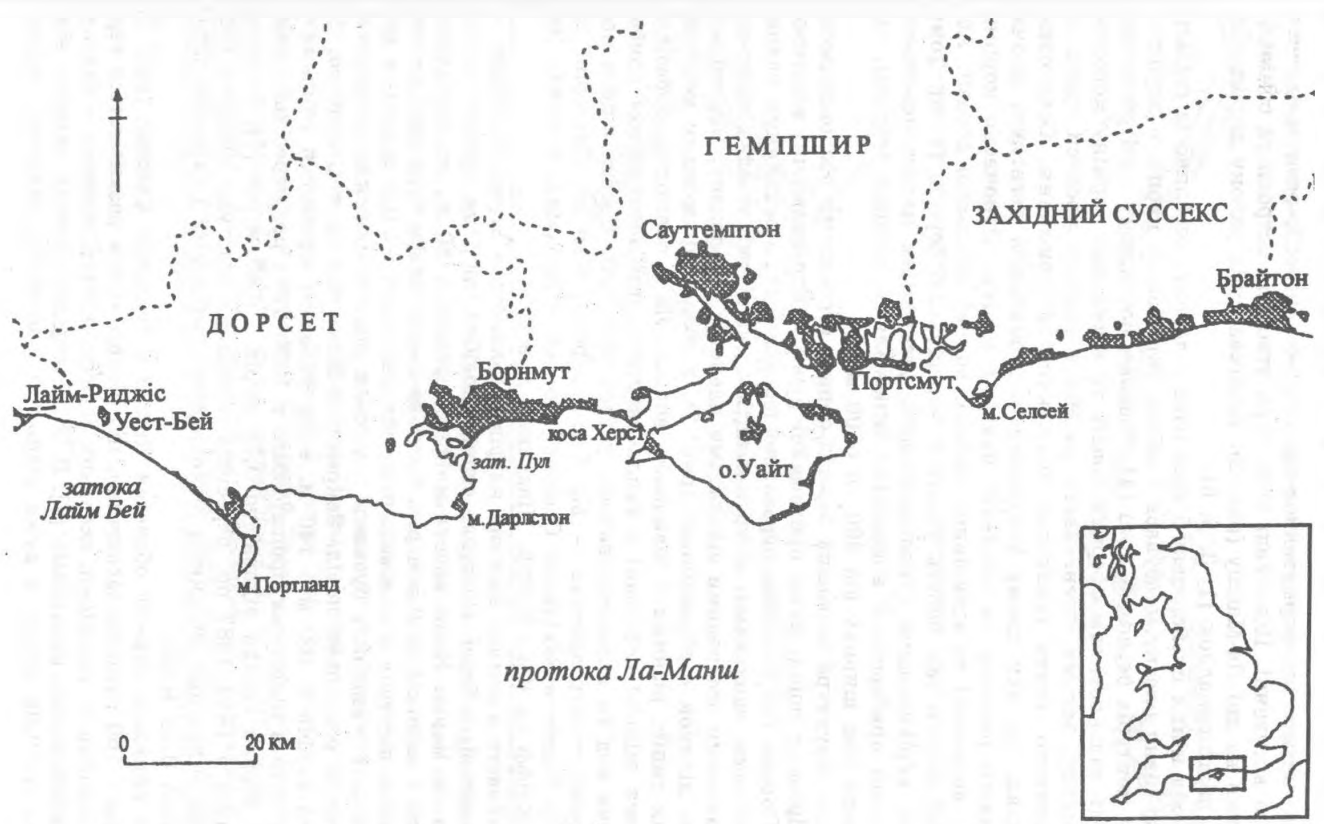 ГЕМПШИР
ЗАХІДНИЙ СУССЕКС
Саутгемптон
Брайтон
ДОРСЕТ
Борнмут
Портсмут
Лайм-Риджіс
Уест-Бей
м.Селсей
коса Херст
зат. Пул
о.Уайт
затока
Лайм Бей
м.Дарлстон
м.Портланд
протока Ла-Манш
0 20 км